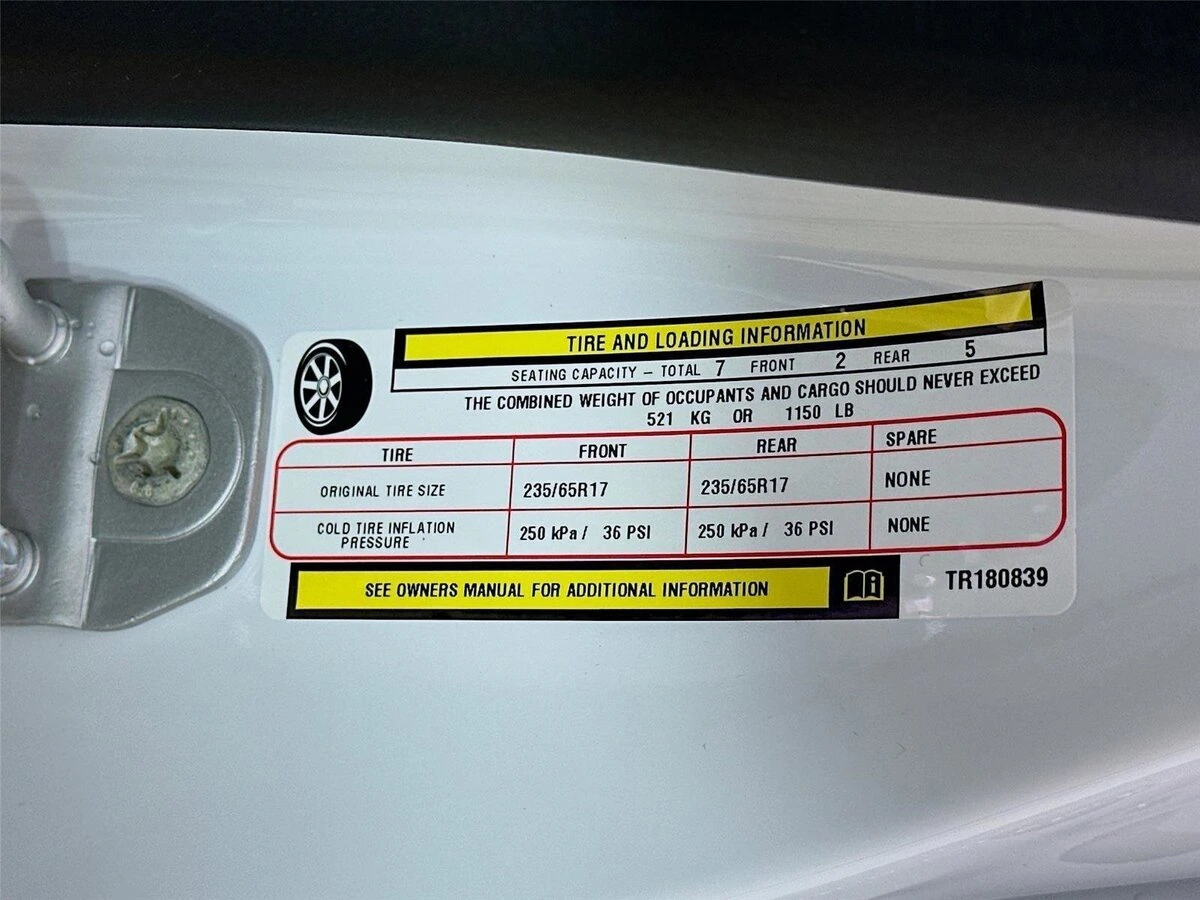 TIRE AND LOADING INFORMATION
SEATING CAPACITY – TOTAL 7 FRONT 2 REAR 5
THE COMBINED WEIGHT OF OCCUPANTS AND CARGO SHOULD NEVER EXCEED
521 KG OR 1150 LB
TIRE FRONT REAR SPARE
ORIGINAL TIRE SIZE 235/65R17 235/65R17 NONE
COLD TIRE INFLATION
PRESSURE 250 kPa / 36 PSI 250 kPa / 36 PSI NONE
SEE OWNERS MANUAL FOR ADDITIONAL INFORMATION
TR180839